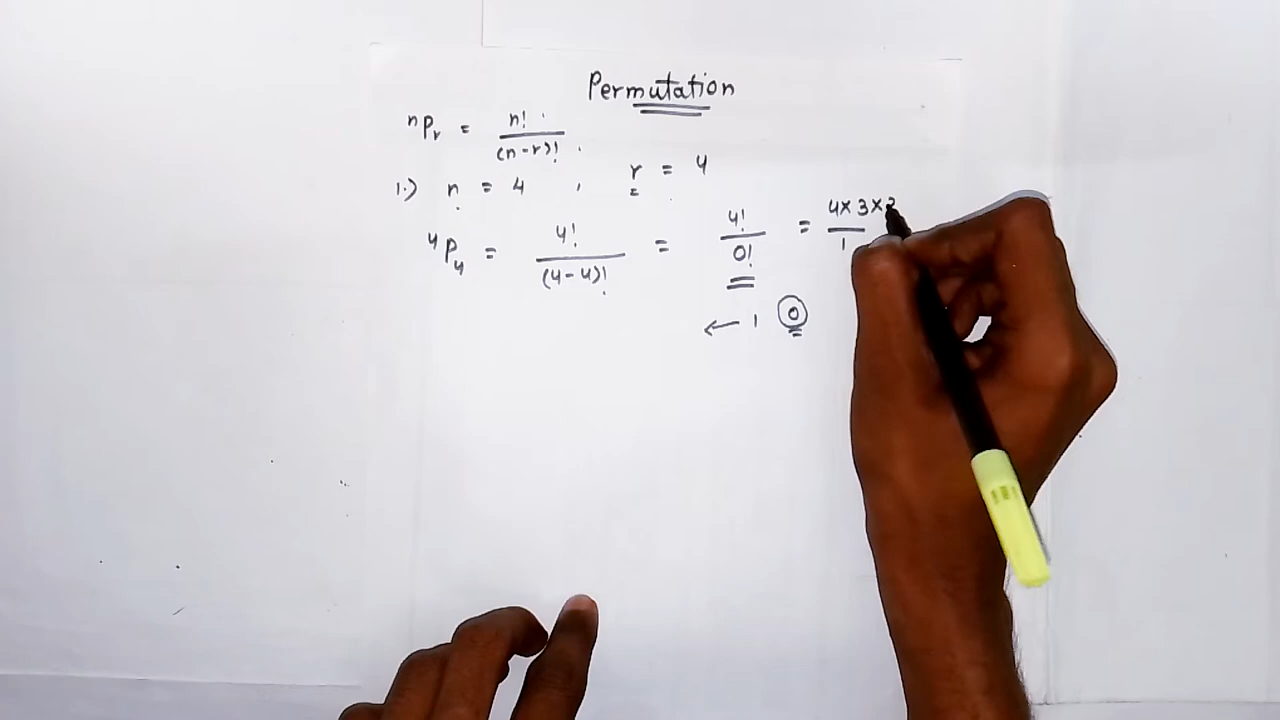 Permutation
ⁿPᵣ = n! / (n-r)!
1.) n = 4 , r = 4
⁴P₄ = 4! / (4-4)! = 4! / 0! = 4×3×2 / 1
← 1 0